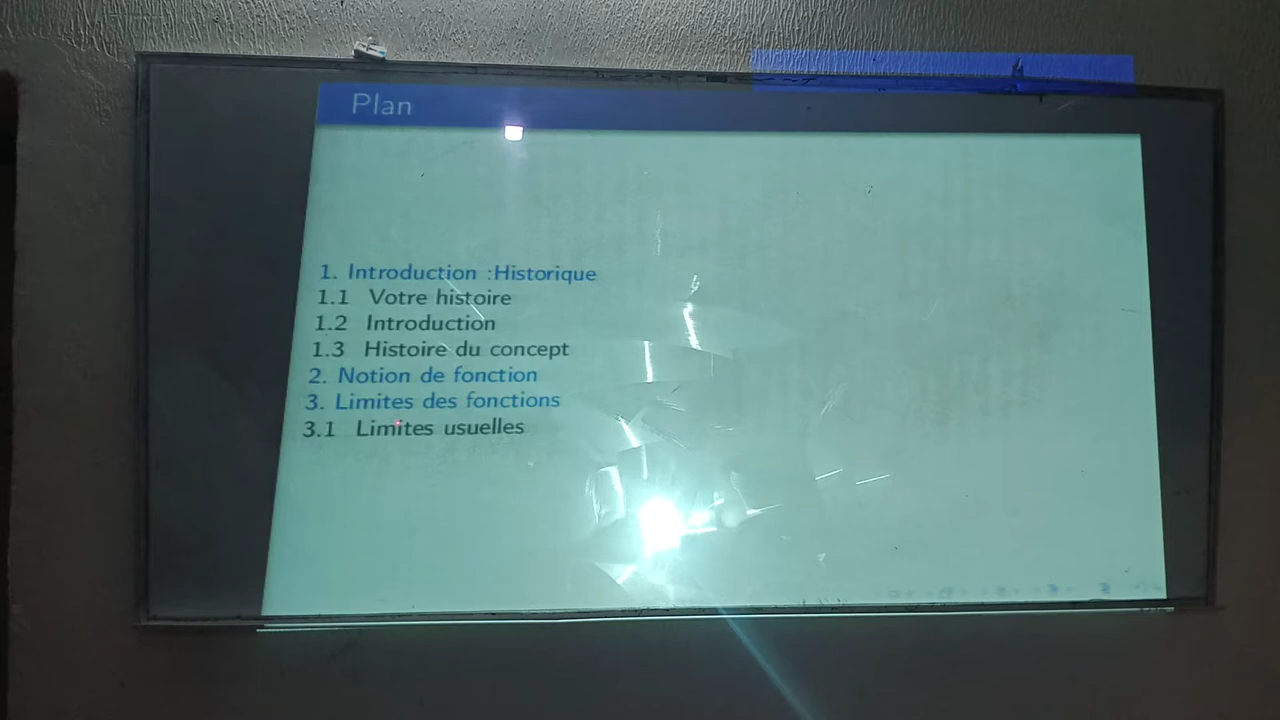 Plan
1. Introduction :Historique
1.1 Votre histoire
1.2 Introduction
1.3 Histoire du concept
2. Notion de fonction
3. Limites des fonctions
3.1 Limites usuelles